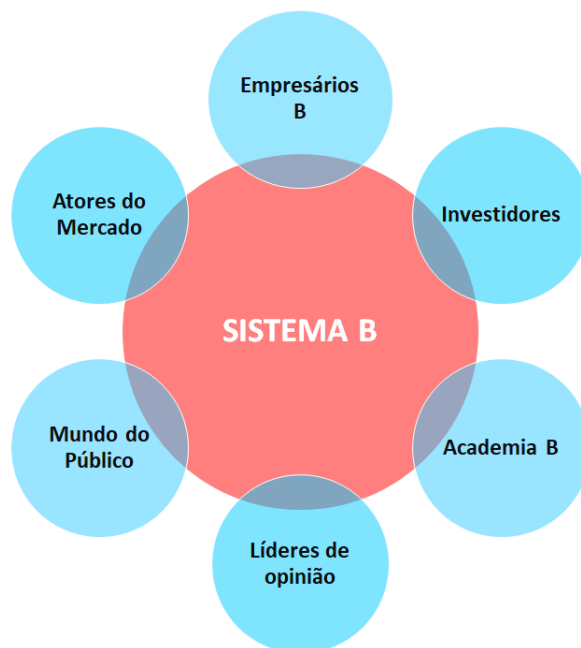 Empresários
B
Atores do
Mercado
Investidores
SISTEMA B
Mundo do
Público
Academia B
Líderes de
opinião